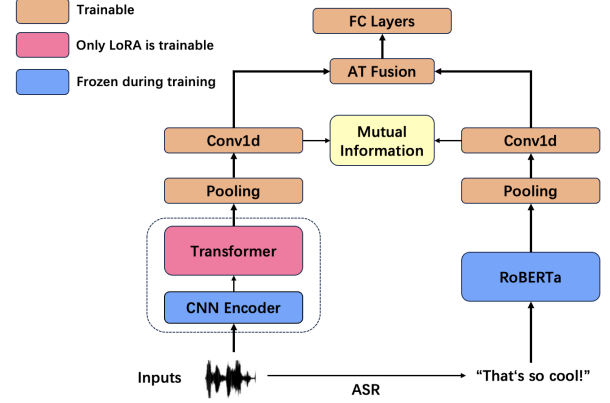 Trainable
Only LoRA is trainable
Frozen during training
FC Layers
AT Fusion
Conv1d
Mutual
Information
Conv1d
Pooling
Pooling
Transformer
RoBERTa
CNN Encoder
Inputs
ASR
“That's so cool!”